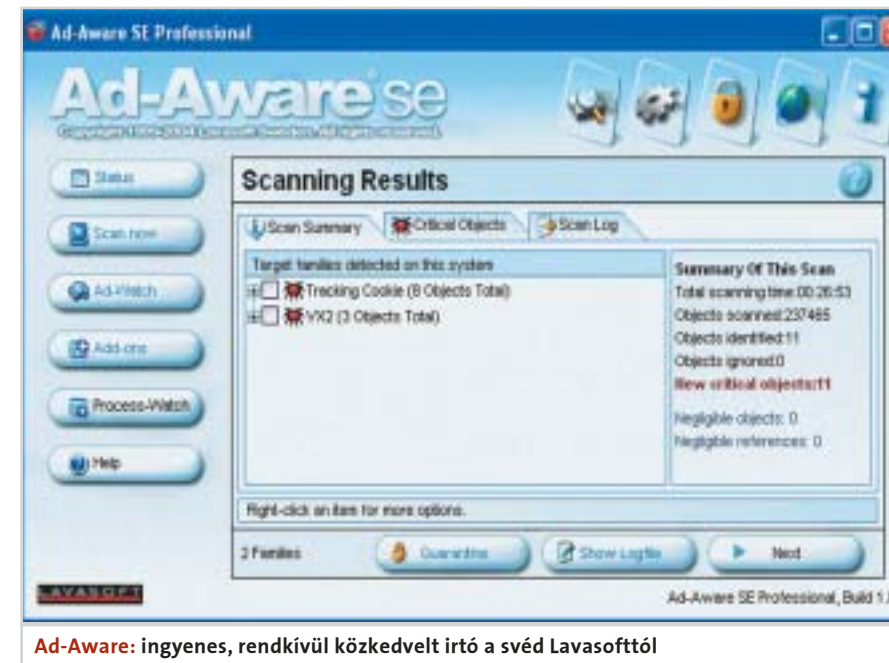 Ad-Aware SE Professional
Ad-Aware se
Status
Scan now
Ad-Watch
Add-ons
Process-Watch
Help
Scanning Results
Scan Summary
Critical Objects
Scan Log
Target families detected on this system
Tracking Cookie (8 Objects Total)
VX2 (3 Objects Total)
Summary Of This Scan
Total scanning time:00:26:53
Objects scanned:237465
Objects identified:11
Objects ignored:0
New critical objects:11
Negligible objects: 0
Negligible references: 0
Right-click an item for more options.
2 Families
Quarantine
Show Logfile
Next
LAVASOFT
Ad-Aware SE Professional, Build 1.
Ad-Aware: ingyenes, rendkívül közkedvelt irtó a svéd Lavasofttól